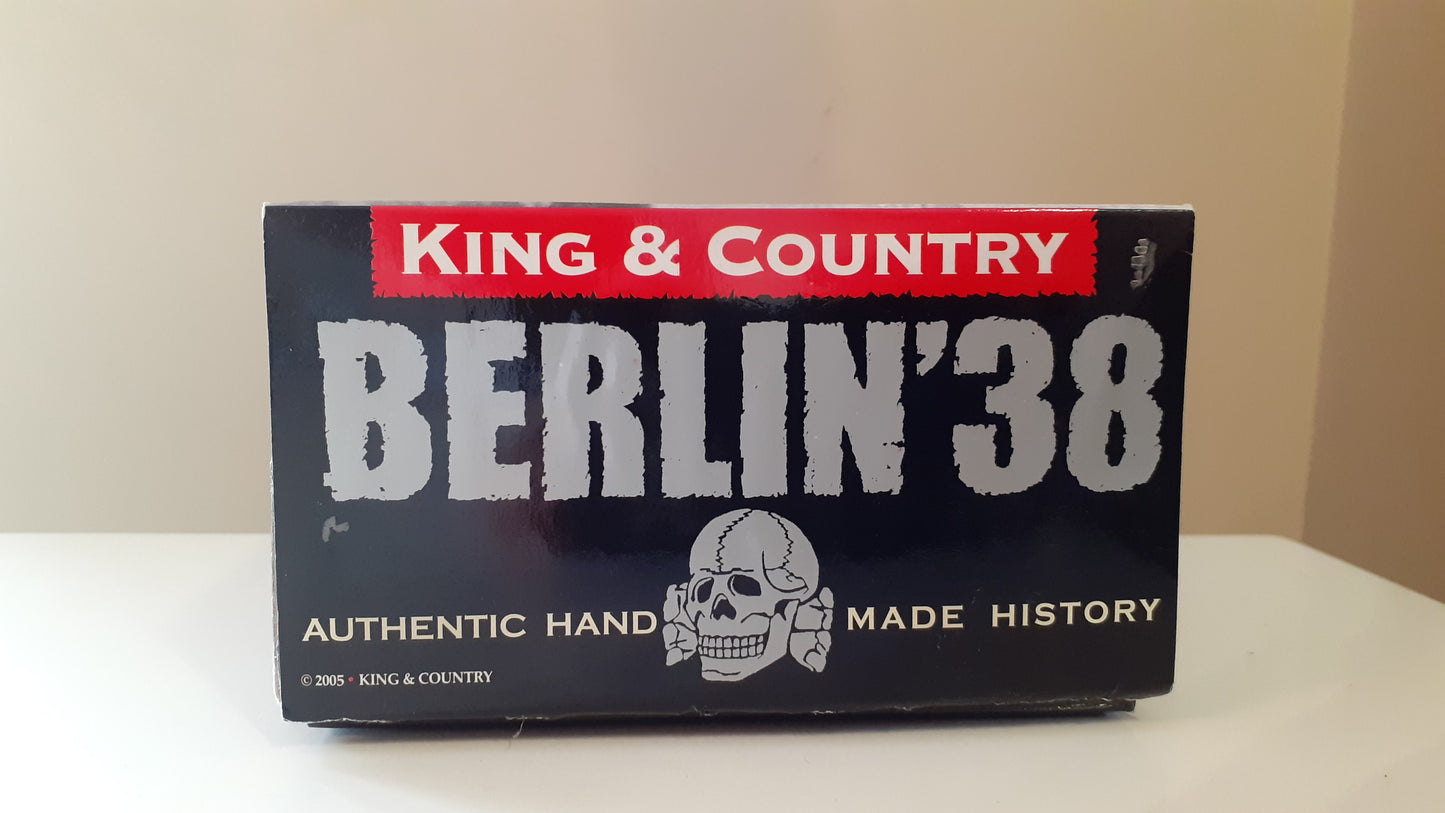 KING & COUNTRY
BERLIN'38
AUTHENTIC HAND MADE HISTORY
© 2005 • KING & COUNTRY